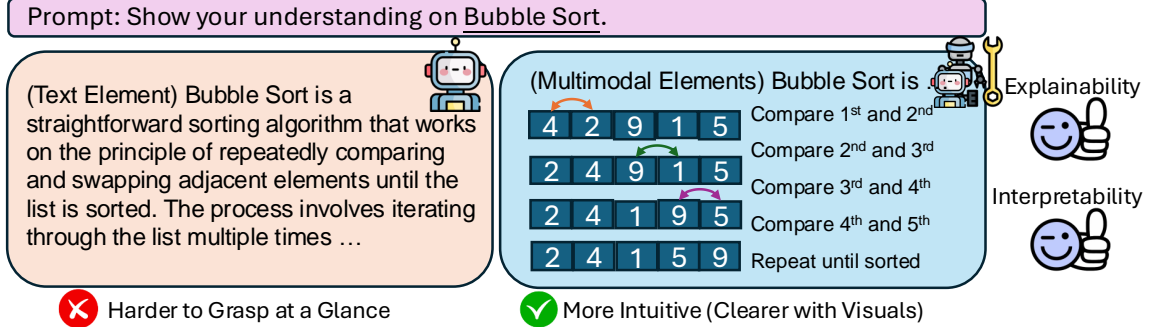 Prompt: Show your understanding on Bubble Sort.
(Text Element) Bubble Sort is a
straightforward sorting algorithm that works
on the principle of repeatedly comparing
and swapping adjacent elements until the
list is sorted. The process involves iterating
through the list multiple times …
Harder to Grasp at a Glance
(Multimodal Elements) Bubble Sort is .
4 2 9 1 5
Compare 1st and 2nd
2 4 9 1 5
Compare 2nd and 3rd
Compare 3rd and 4th
2 4 1 9 5
Compare 4th and 5th
2 4 1 5 9
Repeat until sorted
More Intuitive (Clearer with Visuals)
Explainability
Interpretability